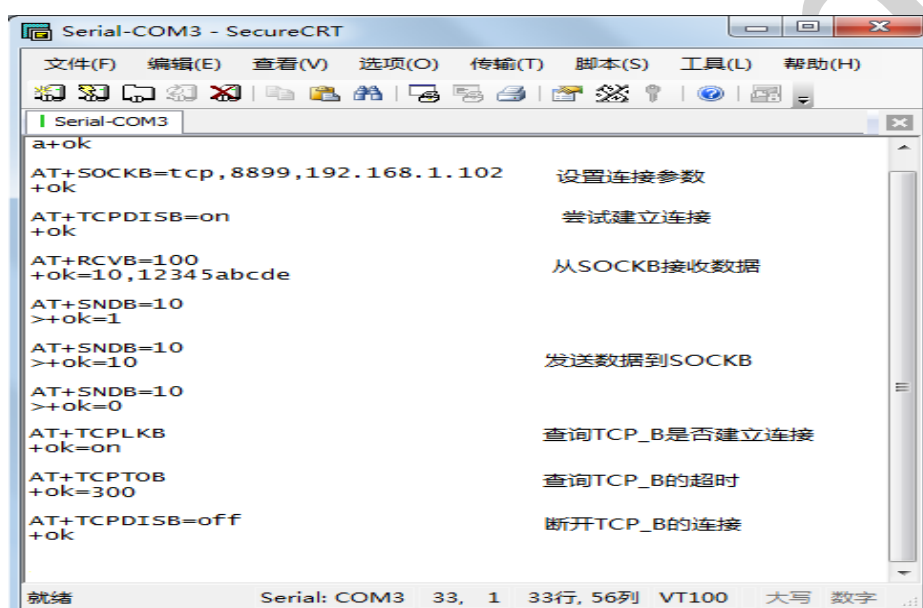 Serial-COM3 - SecureCRT
文件(F) 编辑(E) 查看(V) 选项(O) 传输(T) 脚本(S) 工具(L) 帮助(H)
Serial-COM3
a+ok
AT+SOCKB=tcp,8899,192.168.1.102 设置连接参数
+ok
AT+TCPDISB=on 尝试建立连接
+ok
AT+RCVB=100 从SOCKB接收数据
+ok=10,12345abcde
AT+SNDB=10
>+ok=1
AT+SNDB=10
>+ok=10 发送数据到SOCKB
AT+SNDB=10
>+ok=0
AT+TCPLKB 查询TCP_B是否建立连接
+ok=on
AT+TCPTOB 查询TCP_B的超时
+ok=300
AT+TCPDISB=off 断开TCP_B的连接
+ok
就绪 Serial: COM3 33, 1 33行, 56列 VT100 大写 数字